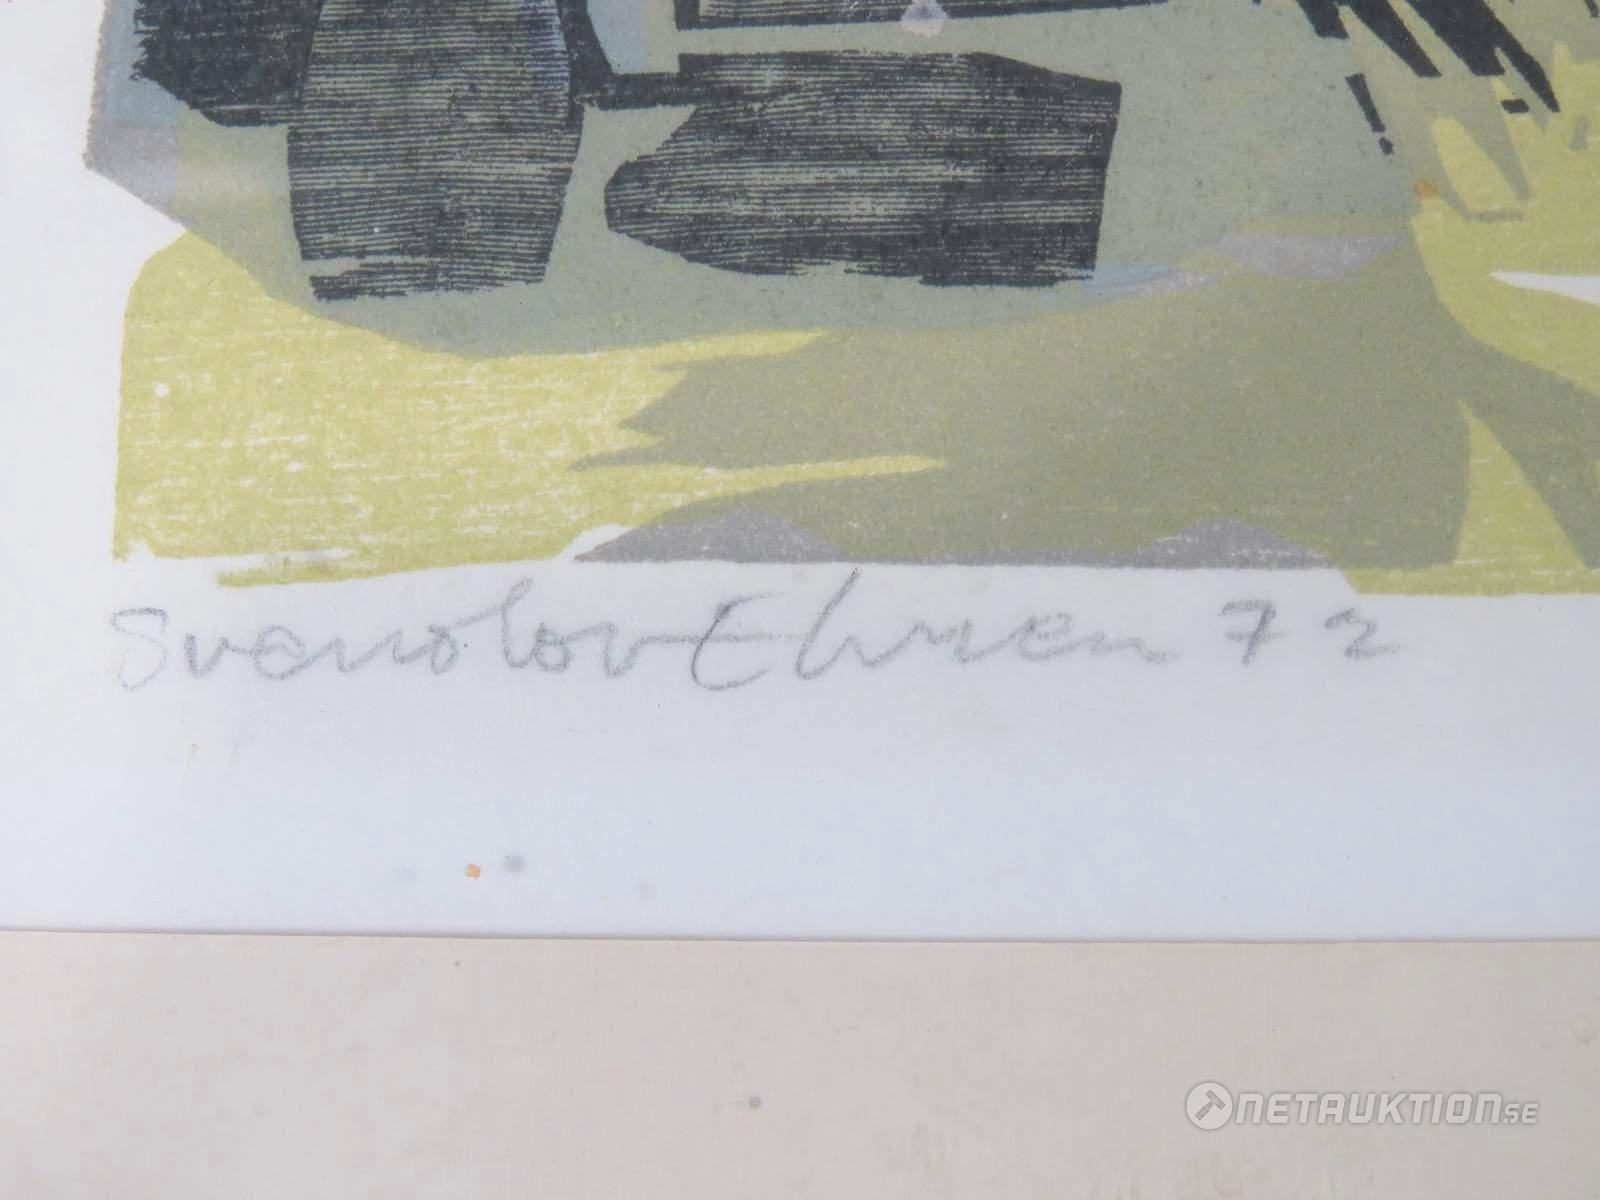 Svenolov Ehrén 72
NETAUKTION.SE